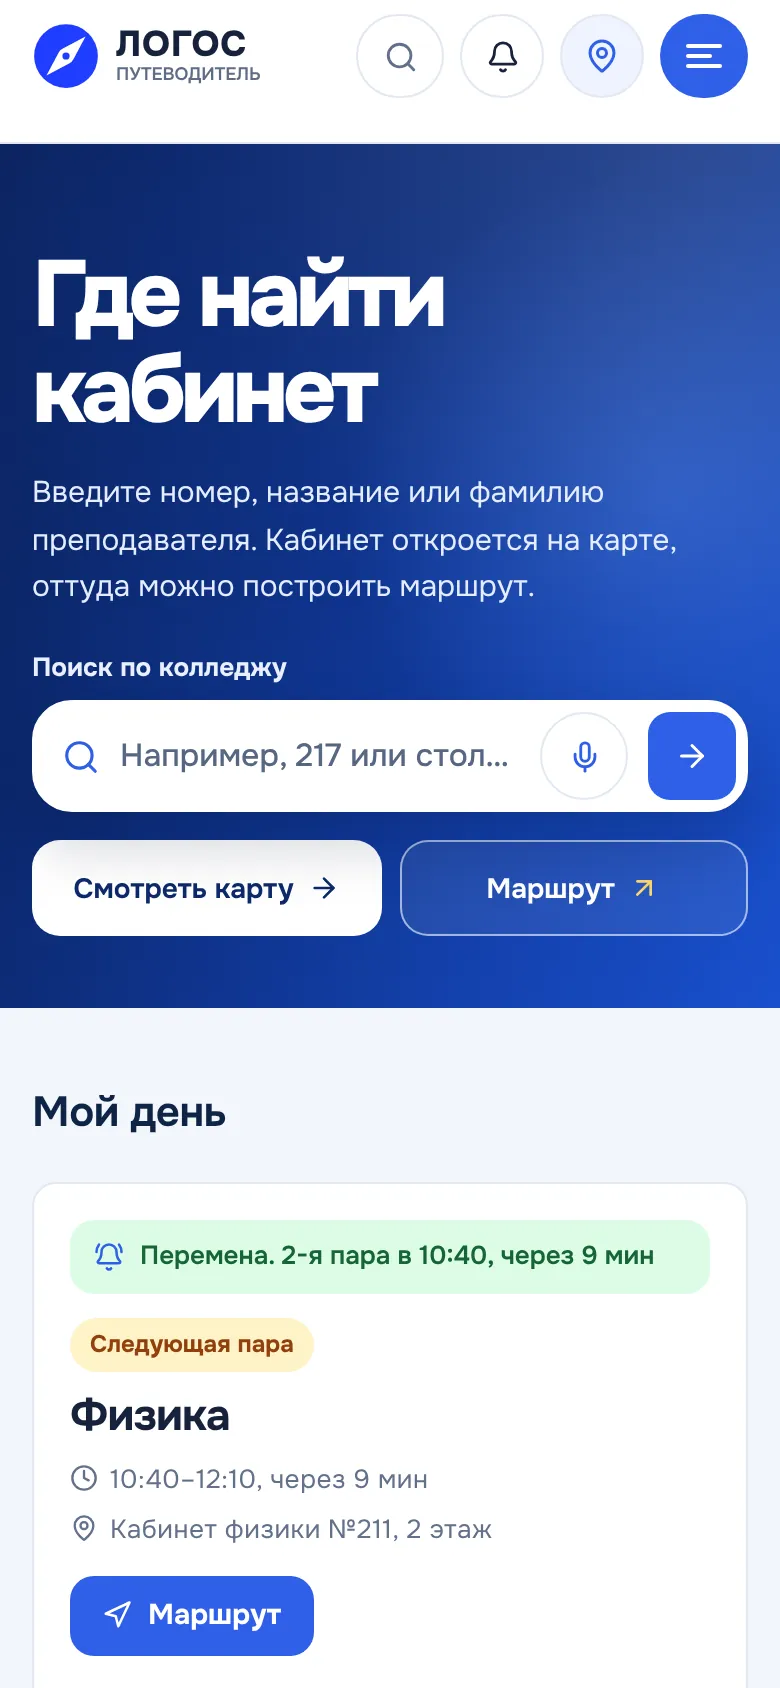 ЛОГОС
ПУТЕВОДИТЕЛЬ
Где найти
кабинет
Введите номер, название или фамилию
преподавателя. Кабинет откроется на карте,
оттуда можно построить маршрут.
Поиск по колледжу
Например, 217 или стол...
Смотреть карту
Маршрут
Мой день
Перемена. 2-я пара в 10:40, через 9 мин
Следующая пара
Физика
10:40–12:10, через 9 мин
Кабинет физики №211, 2 этаж
Маршрут